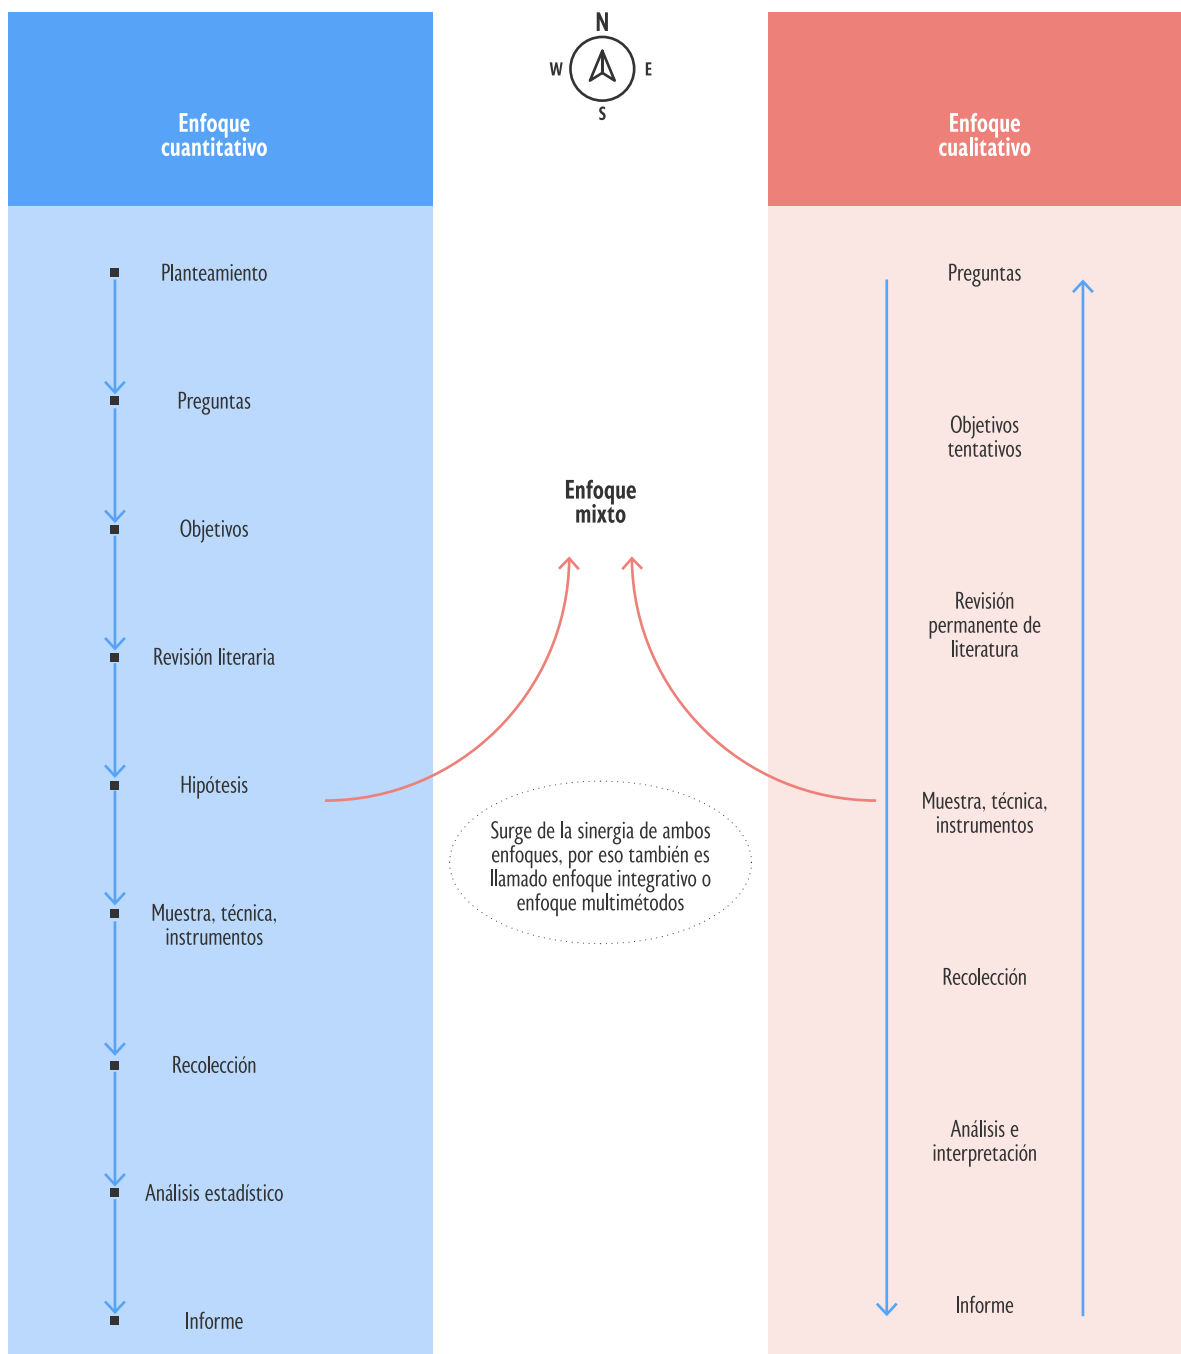 N
W
E
S
Enfoque
cuantitativo
Planteamiento
Preguntas
Objetivos
Revisión literaria
Hipótesis
Muestra, técnica,
instrumentos
Recolección
Análisis estadístico
Informe
Enfoque
mixto
Surge de la sinergia de ambos
enfoques, por eso también es
llamado enfoque integrativo o
enfoque multimétodos
Enfoque
cualitativo
Preguntas
Objetivos
tentativos
Revisión
permanente de
literatura
Muestra, técnica,
instrumentos
Recolección
Análisis e
interpretación
Informe